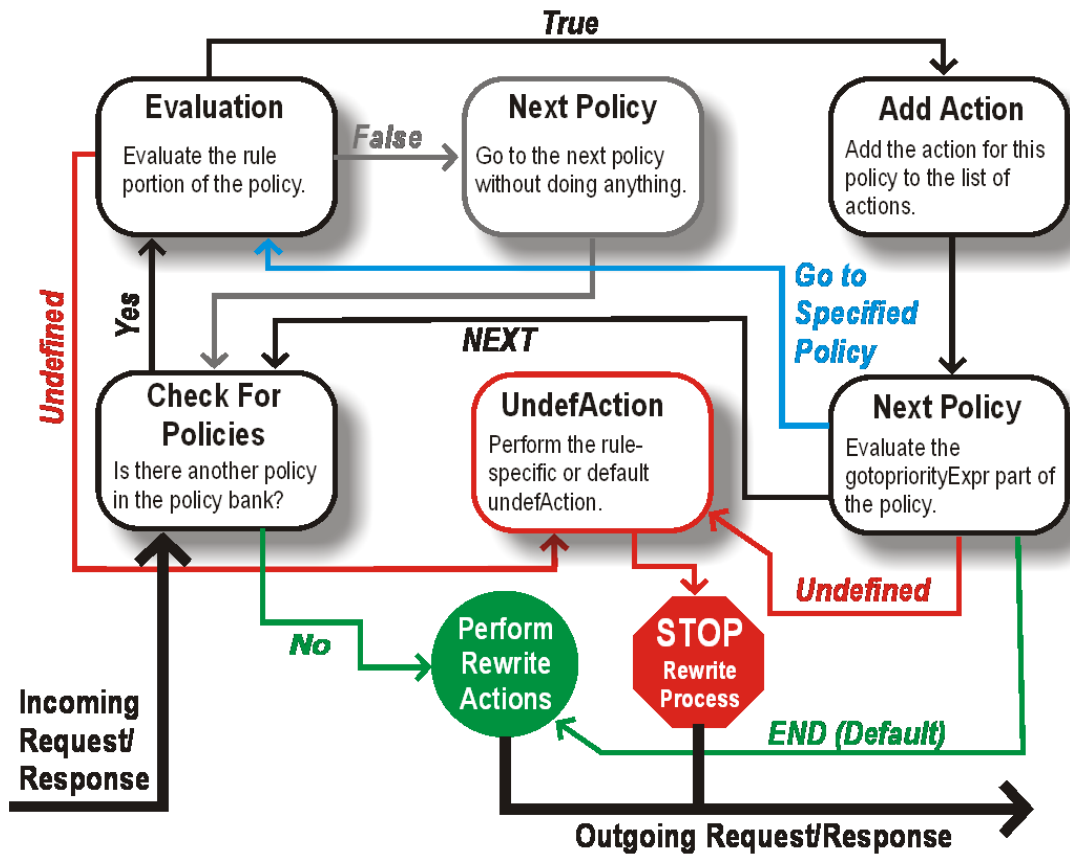 True
Evaluation
Evaluate the rule
portion of the policy.
False
Next Policy
Go to the next policy
without doing anything.
Add Action
Add the action for this
policy to the list of
actions.
Undefined
Yes
NEXT
Go to
Specified
Policy
Check For
Policies
Is there another policy
in the policy bank?
UndefAction
Perform the rule-
specific or default
undefAction.
Next Policy
Evaluate the
gotopriorityExpr part of
the policy.
Undefined
No
Perform
Rewrite
Actions
STOP
Rewrite
Process
END (Default)
Incoming
Request/
Response
Outgoing Request/Response